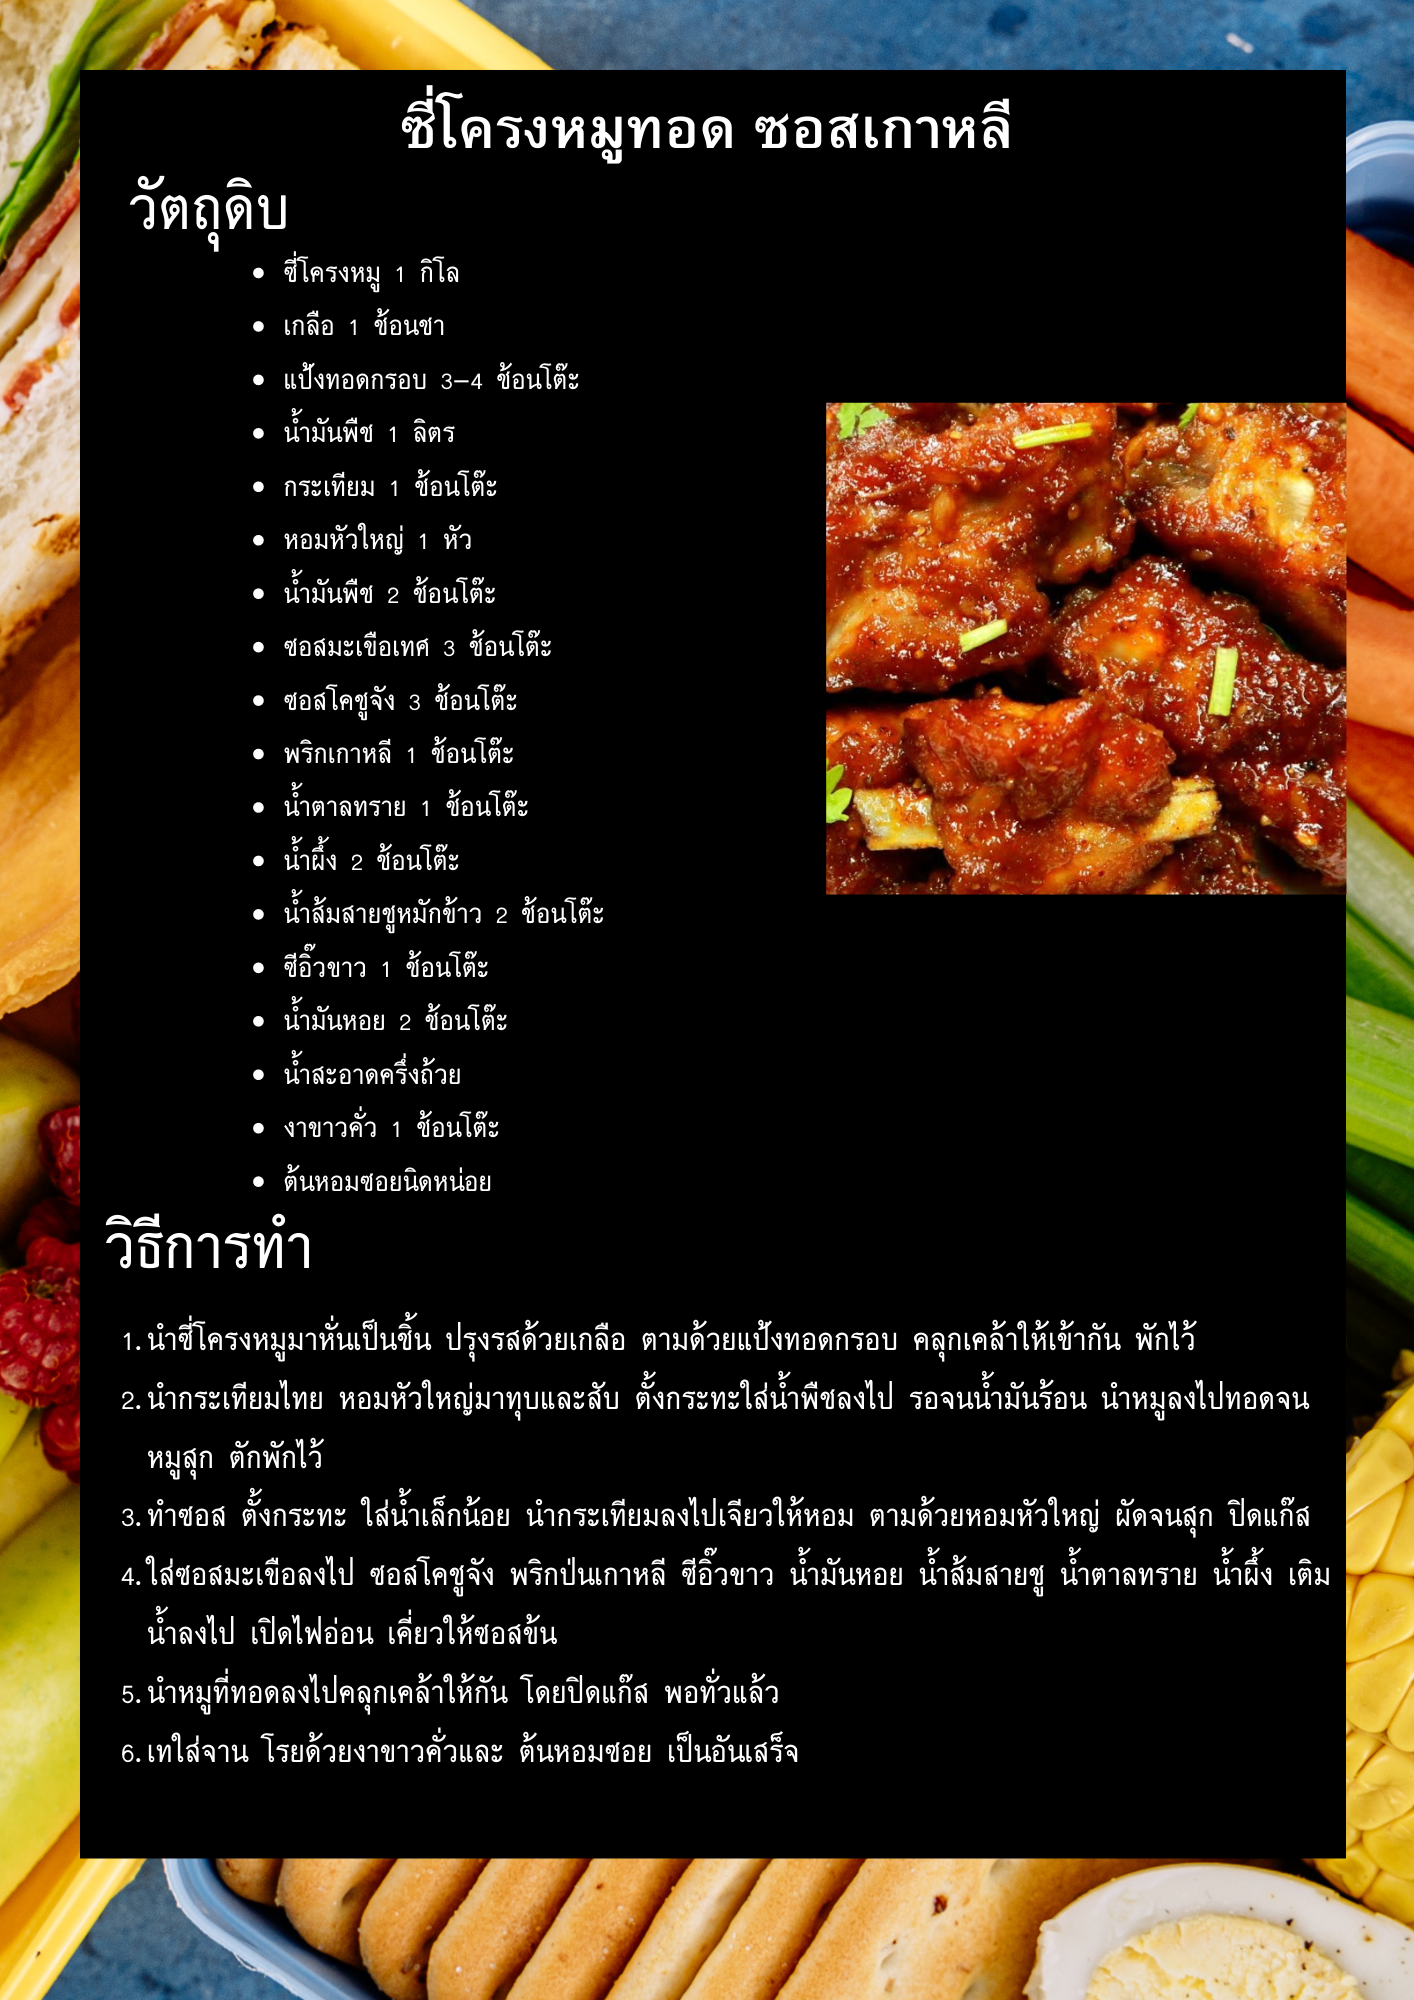 ซี่โครงหมูทอด ซอสเกาหลี
วัตถุดิบ
• ซี่โครงหมู 1 กิโล
• เกลือ 1 ช้อนชา
• แป้งทอดกรอบ 3-4 ช้อนโต๊ะ
• น้ำมันพืช 1 ลิตร
• กระเทียม 1 ช้อนโต๊ะ
• หอมหัวใหญ่ 1 หัว
• น้ำมันพืช 2 ช้อนโต๊ะ
• ซอสมะเขือเทศ 3 ช้อนโต๊ะ
• ซอสโคชูจัง 3 ช้อนโต๊ะ
• พริกเกาหลี 1 ช้อนโต๊ะ
• น้ำตาลทราย 1 ช้อนโต๊ะ
• น้ำผึ้ง 2 ช้อนโต๊ะ
• น้ำส้มสายชูหมักข้าว 2 ช้อนโต๊ะ
• ซีอิ๊วขาว 1 ช้อนโต๊ะ
• น้ำมันหอย 2 ช้อนโต๊ะ
• น้ำสะอาดครึ่งถ้วย
• งาขาวคั่ว 1 ช้อนโต๊ะ
• ต้นหอมซอยนิดหน่อย
วิธีการทำ
1. นำซี่โครงหมูมาหั่นเป็นชิ้น ปรุงรสด้วยเกลือ ตามด้วยแป้งทอดกรอบ คลุกเคล้าให้เข้ากัน พักไว้
2. นำกระเทียมไทย หอมหัวใหญ่มาทุบและสับ ตั้งกระทะใส่น้ำพืชลงไป รอจนน้ำมันร้อน นำหมูลงไปทอดจน
หมูสุก ตักพักไว้
3. ทำซอส ตั้งกระทะ ใส่น้ำเล็กน้อย นำกระเทียมลงไปเจียวให้หอม ตามด้วยหอมหัวใหญ่ ผัดจนสุก ปิดแก๊ส
4. ใส่ซอสมะเขือลงไป ซอสโคชูจัง พริกป่นเกาหลี ซีอิ๊วขาว น้ำมันหอย น้ำส้มสายชู น้ำตาลทราย น้ำผึ้ง เติม
น้ำลงไป เปิดไฟอ่อน เคี่ยวให้ซอสข้น
5. นำหมูที่ทอดลงไปคลุกเคล้าให้กัน โดยปิดแก๊ส พอทั่วแล้ว
6. เทใส่จาน โรยด้วยงาขาวคั่วและ ต้นหอมซอย เป็นอันเสร็จ